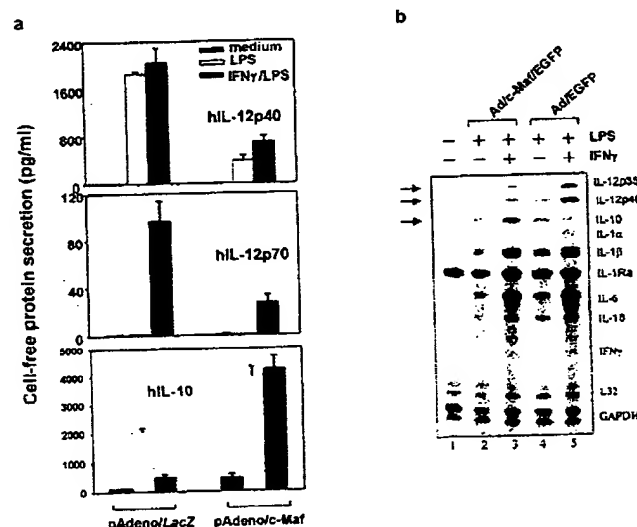 a
Cell-free protein secretion (pg/ml)
2400
1600
800
0
medium
LPS
IFNγ/LPS
hIL-12p40
120
80
40
0
hIL-12p70
5000
4000
3000
2000
1000
0
hIL-10
pAdeno/LacZ
pAdeno/c-Maf
b
Ad/c-Maf/EGFP
Ad/EGFP
− + + + + LPS
− − + − + IFNγ
IL-12p35
IL-12p40
IL-10
IL-1α
IL-1β
IL-1Ra
IL-6
IL-18
IFNγ
L32
GAPDH
1 2 3 4 5